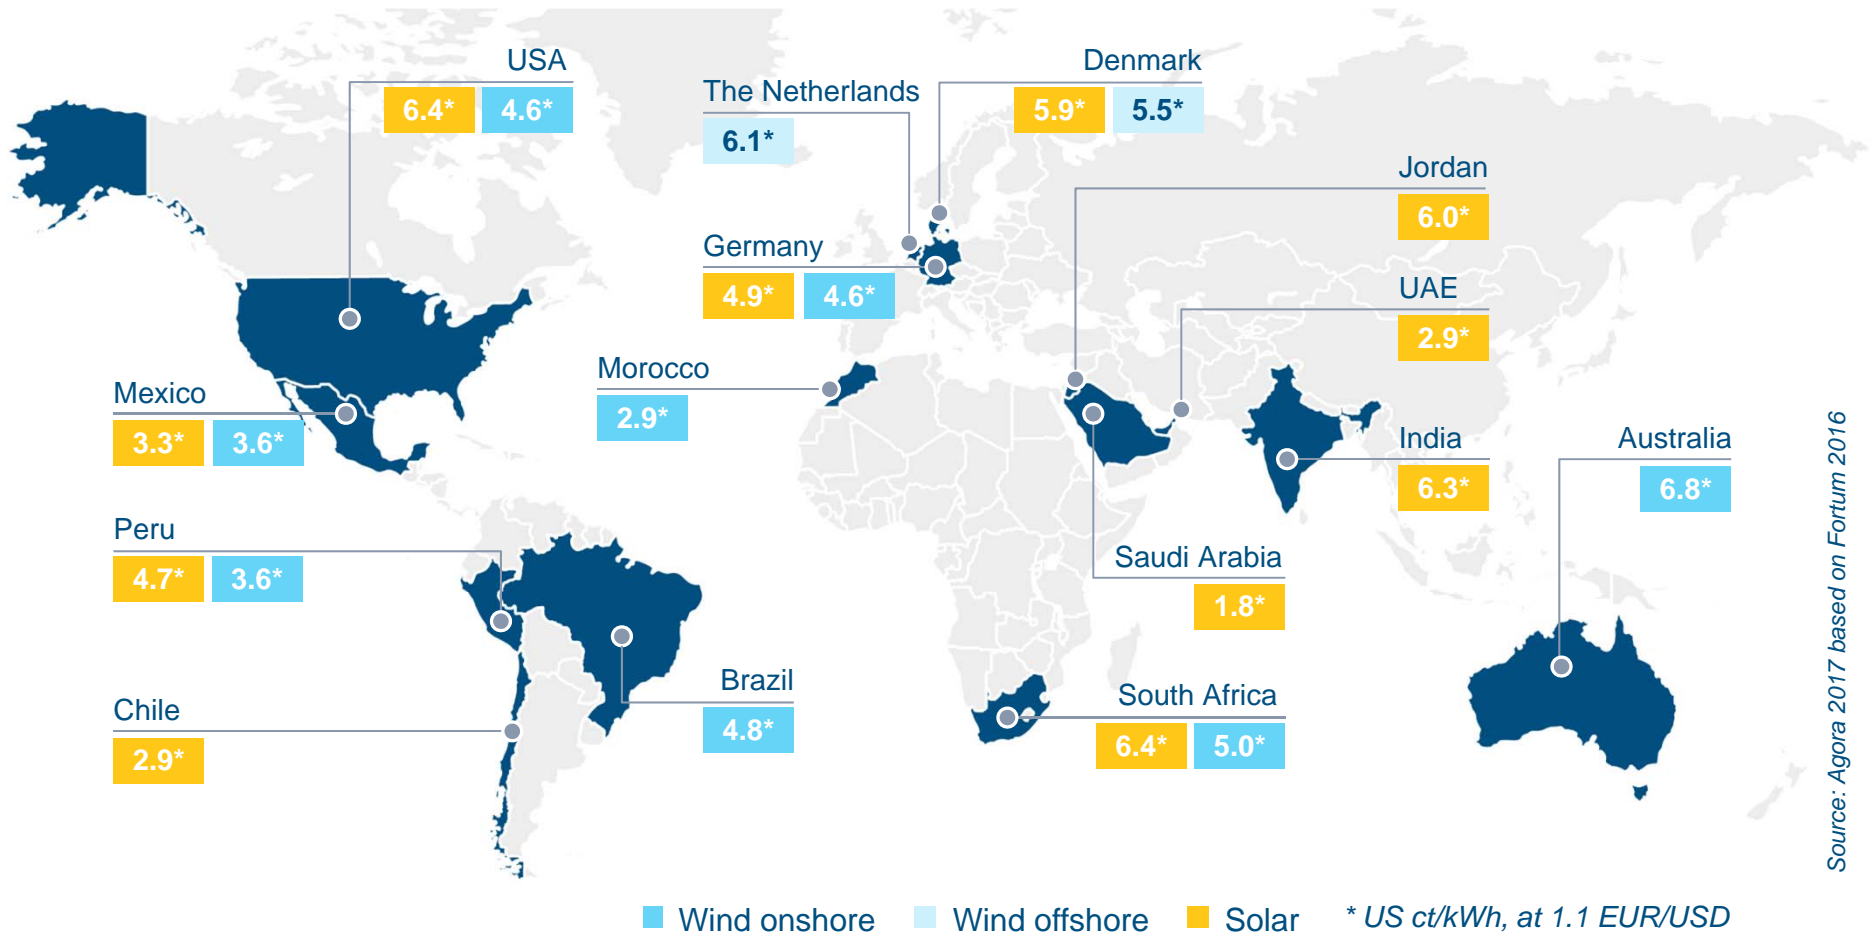 USA
6.4* 4.6*
The Netherlands
6.1*
Denmark
5.9* 5.5*
Jordan
6.0*
Germany
4.9* 4.6*
UAE
2.9*
Morocco
2.9*
Mexico
3.3* 3.6*
India
6.3*
Australia
6.8*
Peru
4.7* 3.6*
Saudi Arabia
1.8*
Brazil
4.8*
South Africa
6.4* 5.0*
Chile
2.9*
Source: Agora 2017 based on Fortum 2016
Wind onshore Wind offshore Solar * US ct/kWh, at 1.1 EUR/USD